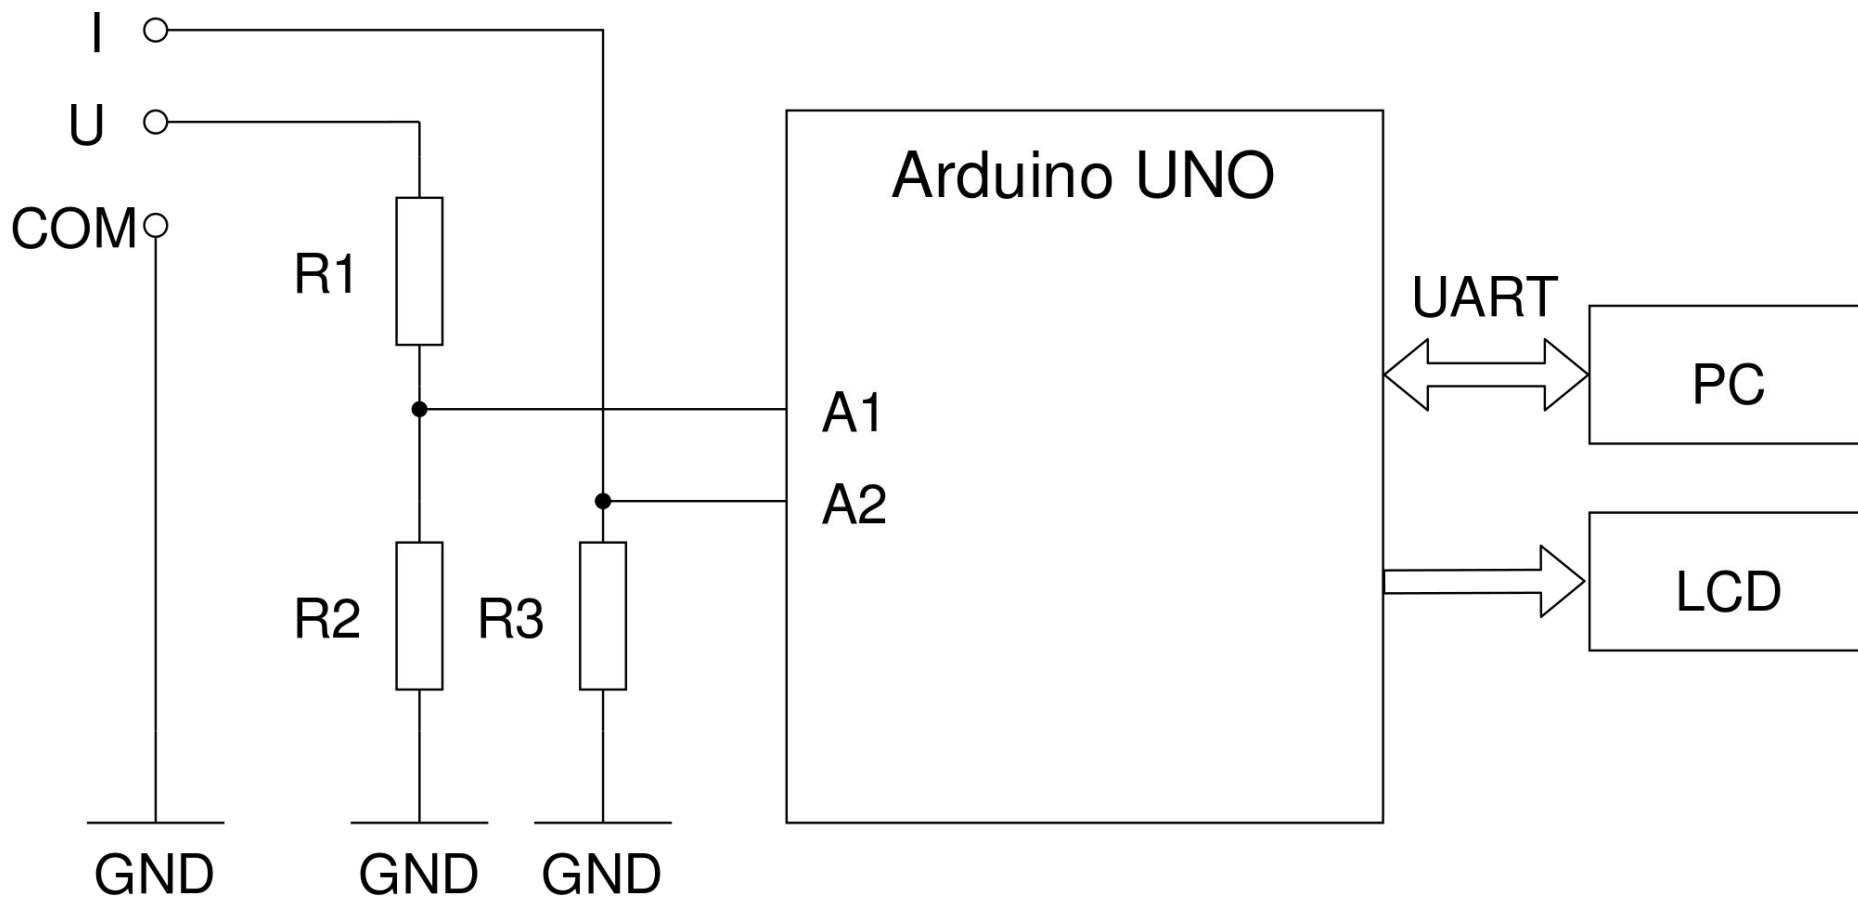 I
U
COM
Arduino UNO
R1
UART
PC
A1
A2
R2
R3
LCD
GND
GND
GND